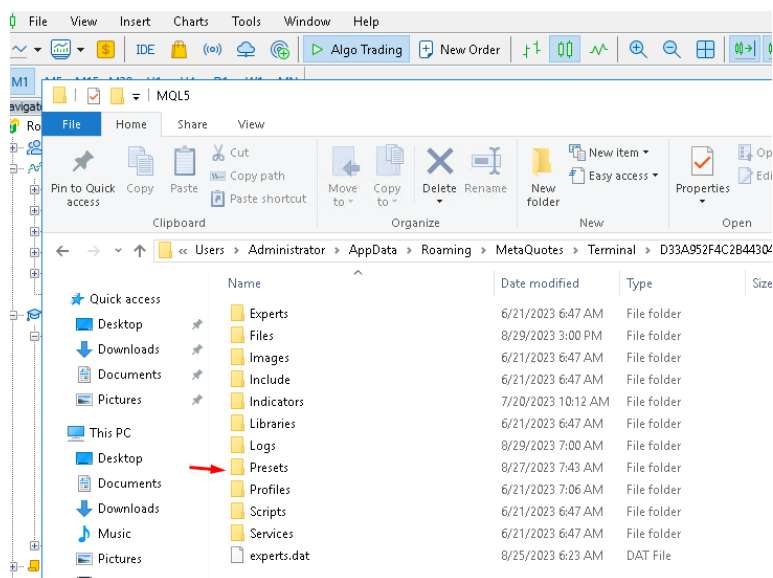 File View Insert Charts Tools Window Help
IDE Algo Trading New Order
M1
MQL5
File Home Share View
Pin to Quick access
Copy
Paste
Cut
Copy path
Paste shortcut
Clipboard
Move to
Copy to
Delete
Rename
Organize
New folder
New item
Easy access
New
Properties
Open
« Users > Administrator > AppData > Roaming > MetaQuotes > Terminal > D33A952F4C2B44304
Name Date modified Type Size
Quick access
Desktop
Downloads
Documents
Pictures
This PC
Desktop
Documents
Downloads
Music
Pictures
Experts 6/21/2023 6:47 AM File folder
Files 8/29/2023 3:00 PM File folder
Images 6/21/2023 6:47 AM File folder
Include 6/21/2023 6:47 AM File folder
Indicators 7/20/2023 10:12 AM File folder
Libraries 6/21/2023 6:47 AM File folder
Logs 8/29/2023 7:00 AM File folder
Presets 8/27/2023 7:43 AM File folder
Profiles 6/21/2023 7:06 AM File folder
Scripts 6/21/2023 6:47 AM File folder
Services 6/21/2023 6:47 AM File folder
experts.dat 8/25/2023 6:23 AM DAT File